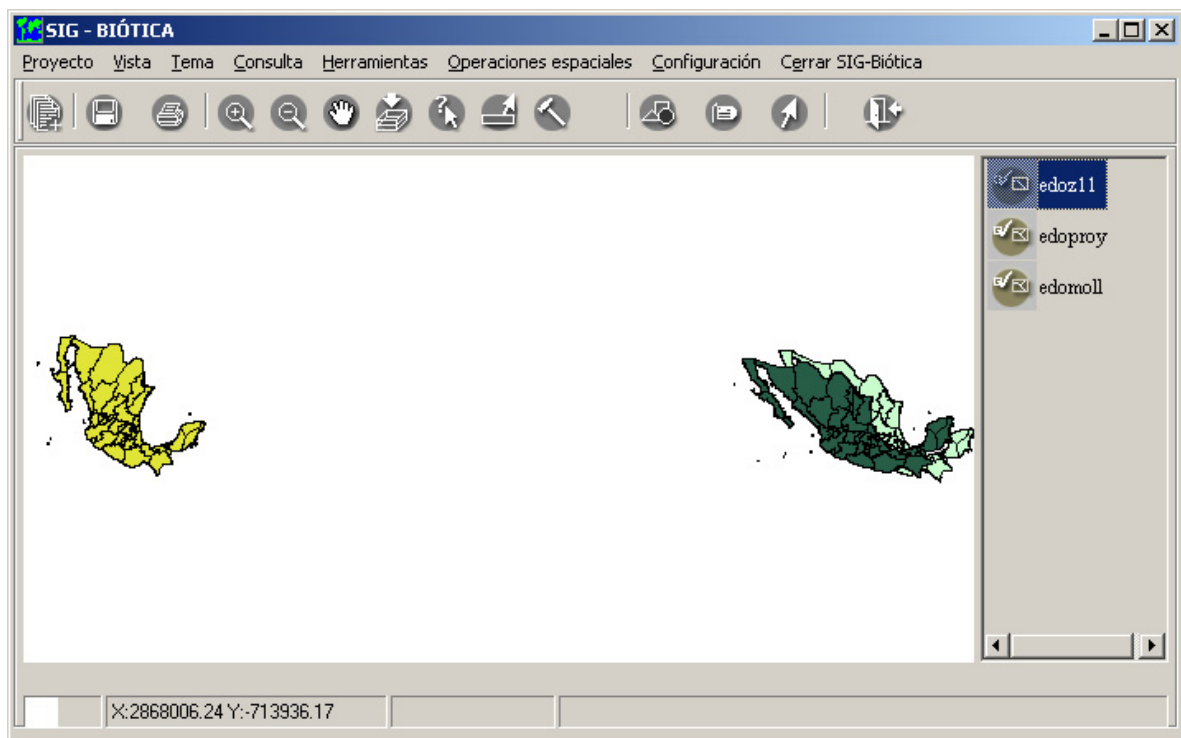 SIG - BIÓTICA
Proyecto Vista Tema Consulta Herramientas Operaciones espaciales Configuración Cerrar SIG-Biótica
edoz11
edoproy
edomoll
X:2868006.24 Y:-713936.17